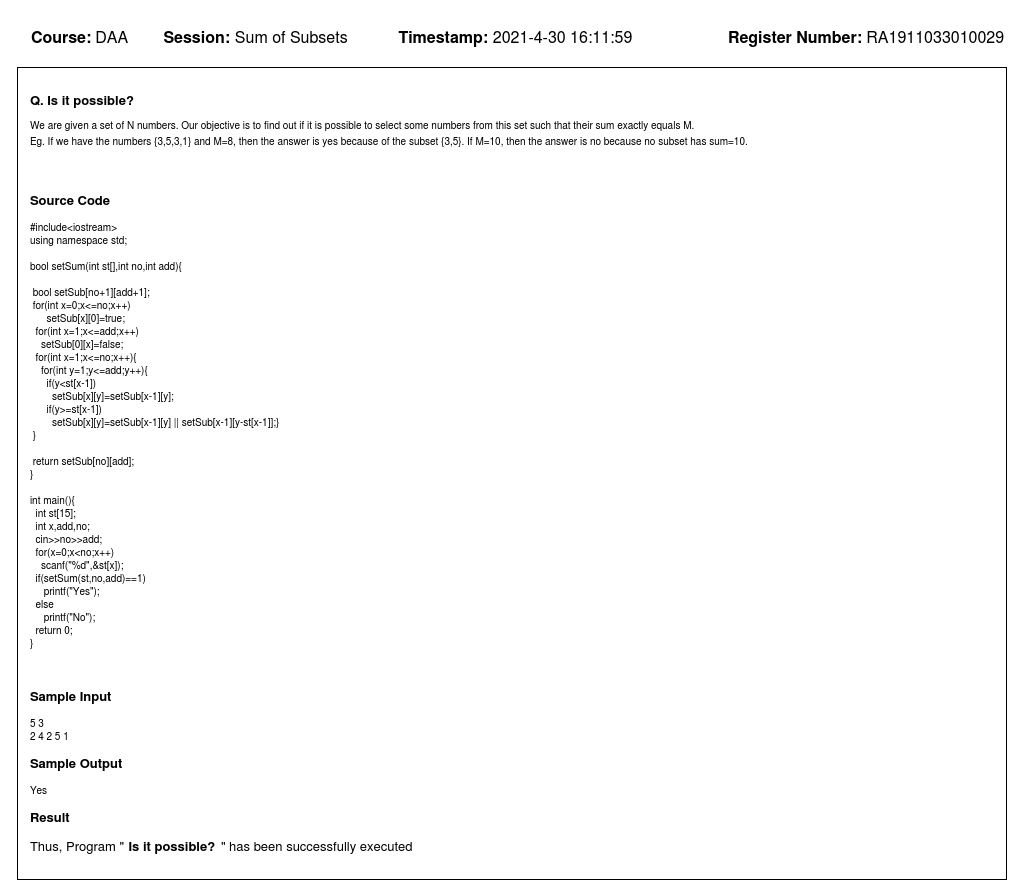 Course: DAA Session: Sum of Subsets Timestamp: 2021-4-30 16:11:59 Register Number: RA1911033010029
Q. Is it possible?
We are given a set of N numbers. Our objective is to find out if it is possible to select some numbers from this set such that their sum exactly equals M.
Eg. If we have the numbers {3,5,3,1} and M=8, then the answer is yes because of the subset {3,5}. If M=10, then the answer is no because no subset has sum=10.
Source Code
#include<iostream>
using namespace std;
bool setSum(int st[],int no,int add){
bool setSub[no+1][add+1];
for(int x=0;x<=no;x++)
setSub[x][0]=true;
for(int x=1;x<=add;x++)
setSub[0][x]=false;
for(int x=1;x<=no;x++){
for(int y=1;y<=add;y++){
if(y<st[x-1])
setSub[x][y]=setSub[x-1][y];
if(y>=st[x-1])
setSub[x][y]=setSub[x-1][y] || setSub[x-1][y-st[x-1]];}
}
return setSub[no][add];
}
int main(){
int st[15];
int x,add,no;
cin>>no>>add;
for(x=0;x<no;x++)
scanf("%d",&st[x]);
if(setSum(st,no,add)==1)
printf("Yes");
else
printf("No");
return 0;
}
Sample Input
5 3
2 4 2 5 1
Sample Output
Yes
Result
Thus, Program " Is it possible? " has been successfully executed